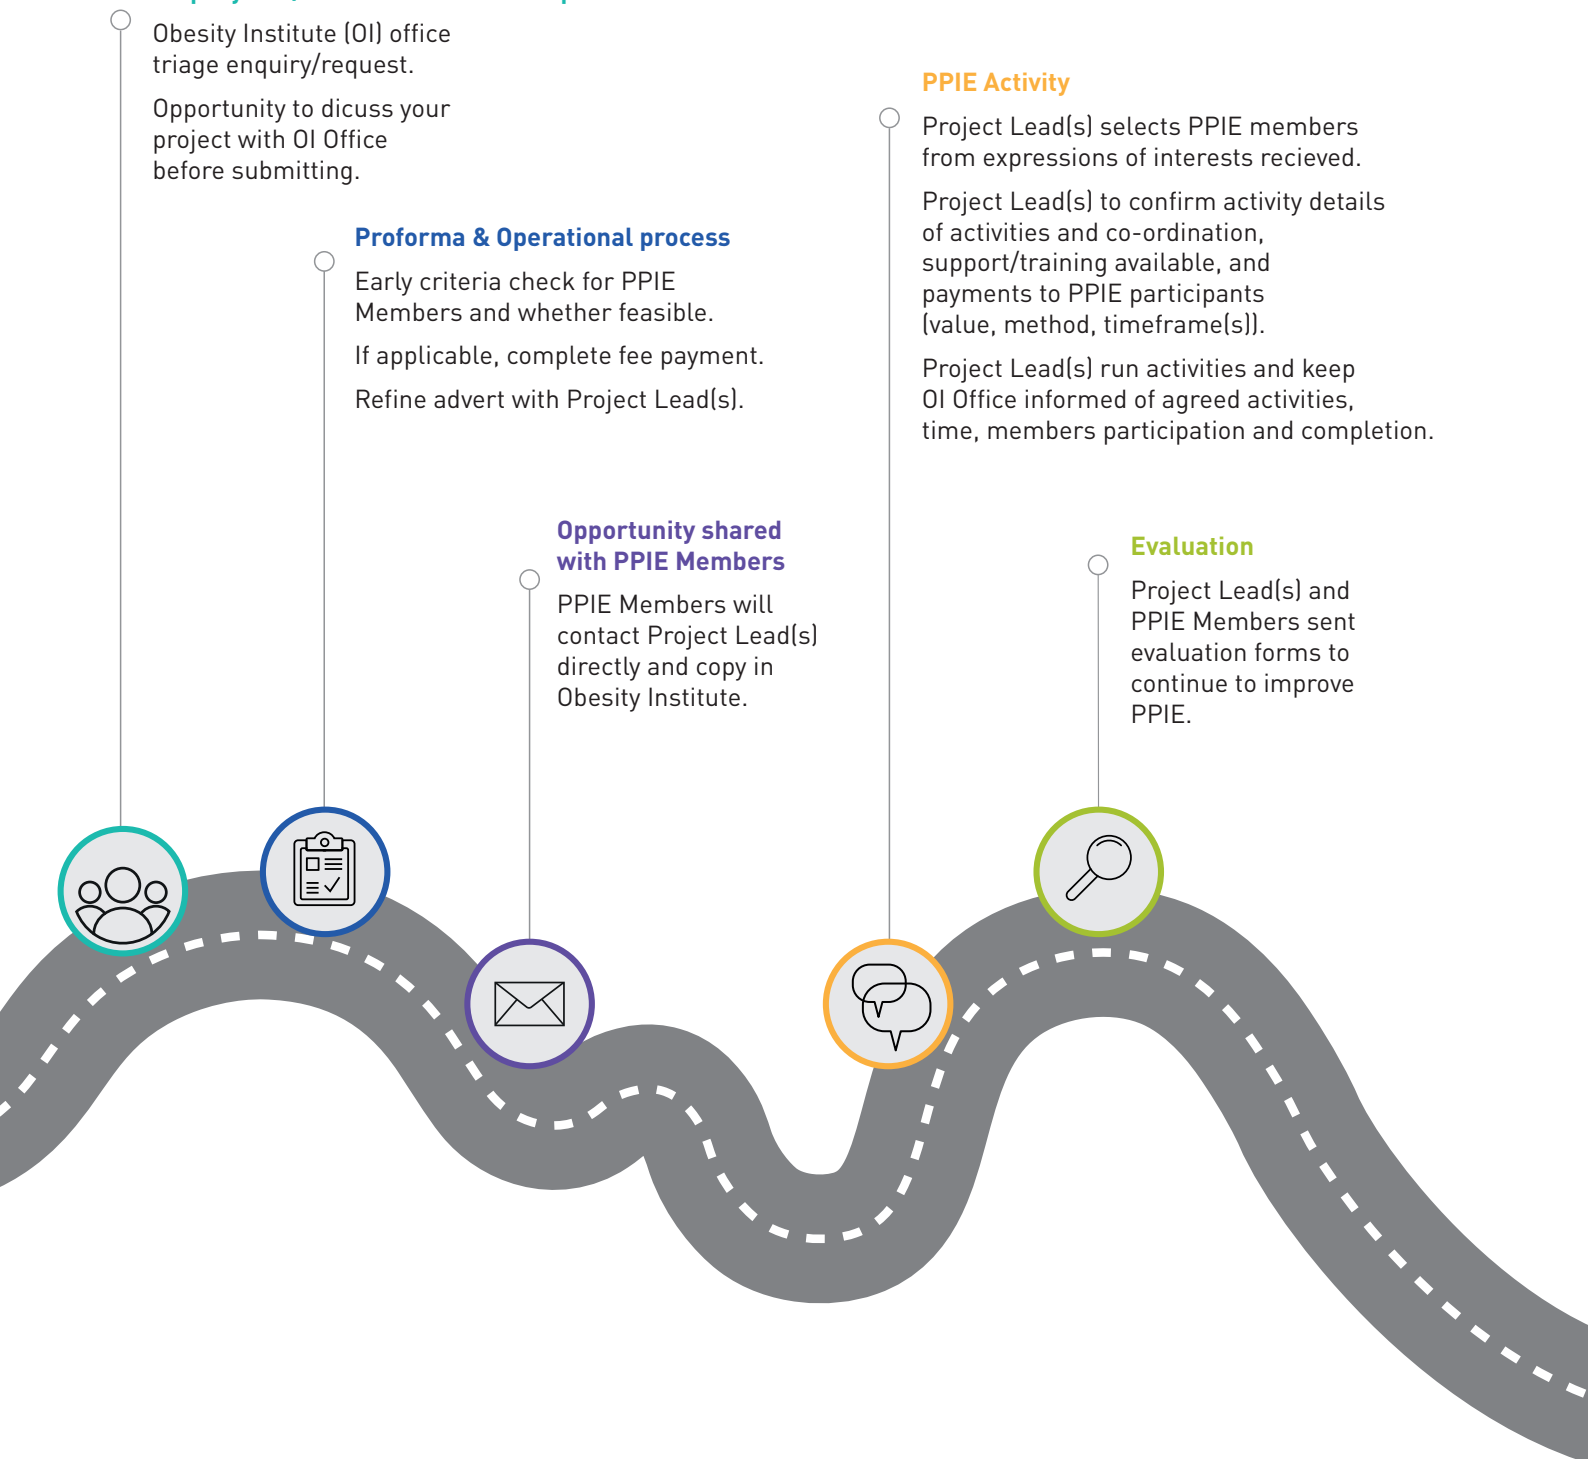 Obesity Institute (OI) office
triage enquiry/request.
Opportunity to dicuss your
project with OI Office
before submitting.
Proforma & Operational process
Early criteria check for PPIE
Members and whether feasible.
If applicable, complete fee payment.
Refine advert with Project Lead(s).
Opportunity shared
with PPIE Members
PPIE Members will
contact Project Lead(s)
directly and copy in
Obesity Institute.
PPIE Activity
Project Lead(s) selects PPIE members
from expressions of interests recieved.
Project Lead(s) to confirm activity details
of activities and co-ordination,
support/training available, and
payments to PPIE participants
(value, method, timeframe(s)).
Project Lead(s) run activities and keep
OI Office informed of agreed activities,
time, members participation and completion.
Evaluation
Project Lead(s) and
PPIE Members sent
evaluation forms to
continue to improve
PPIE.